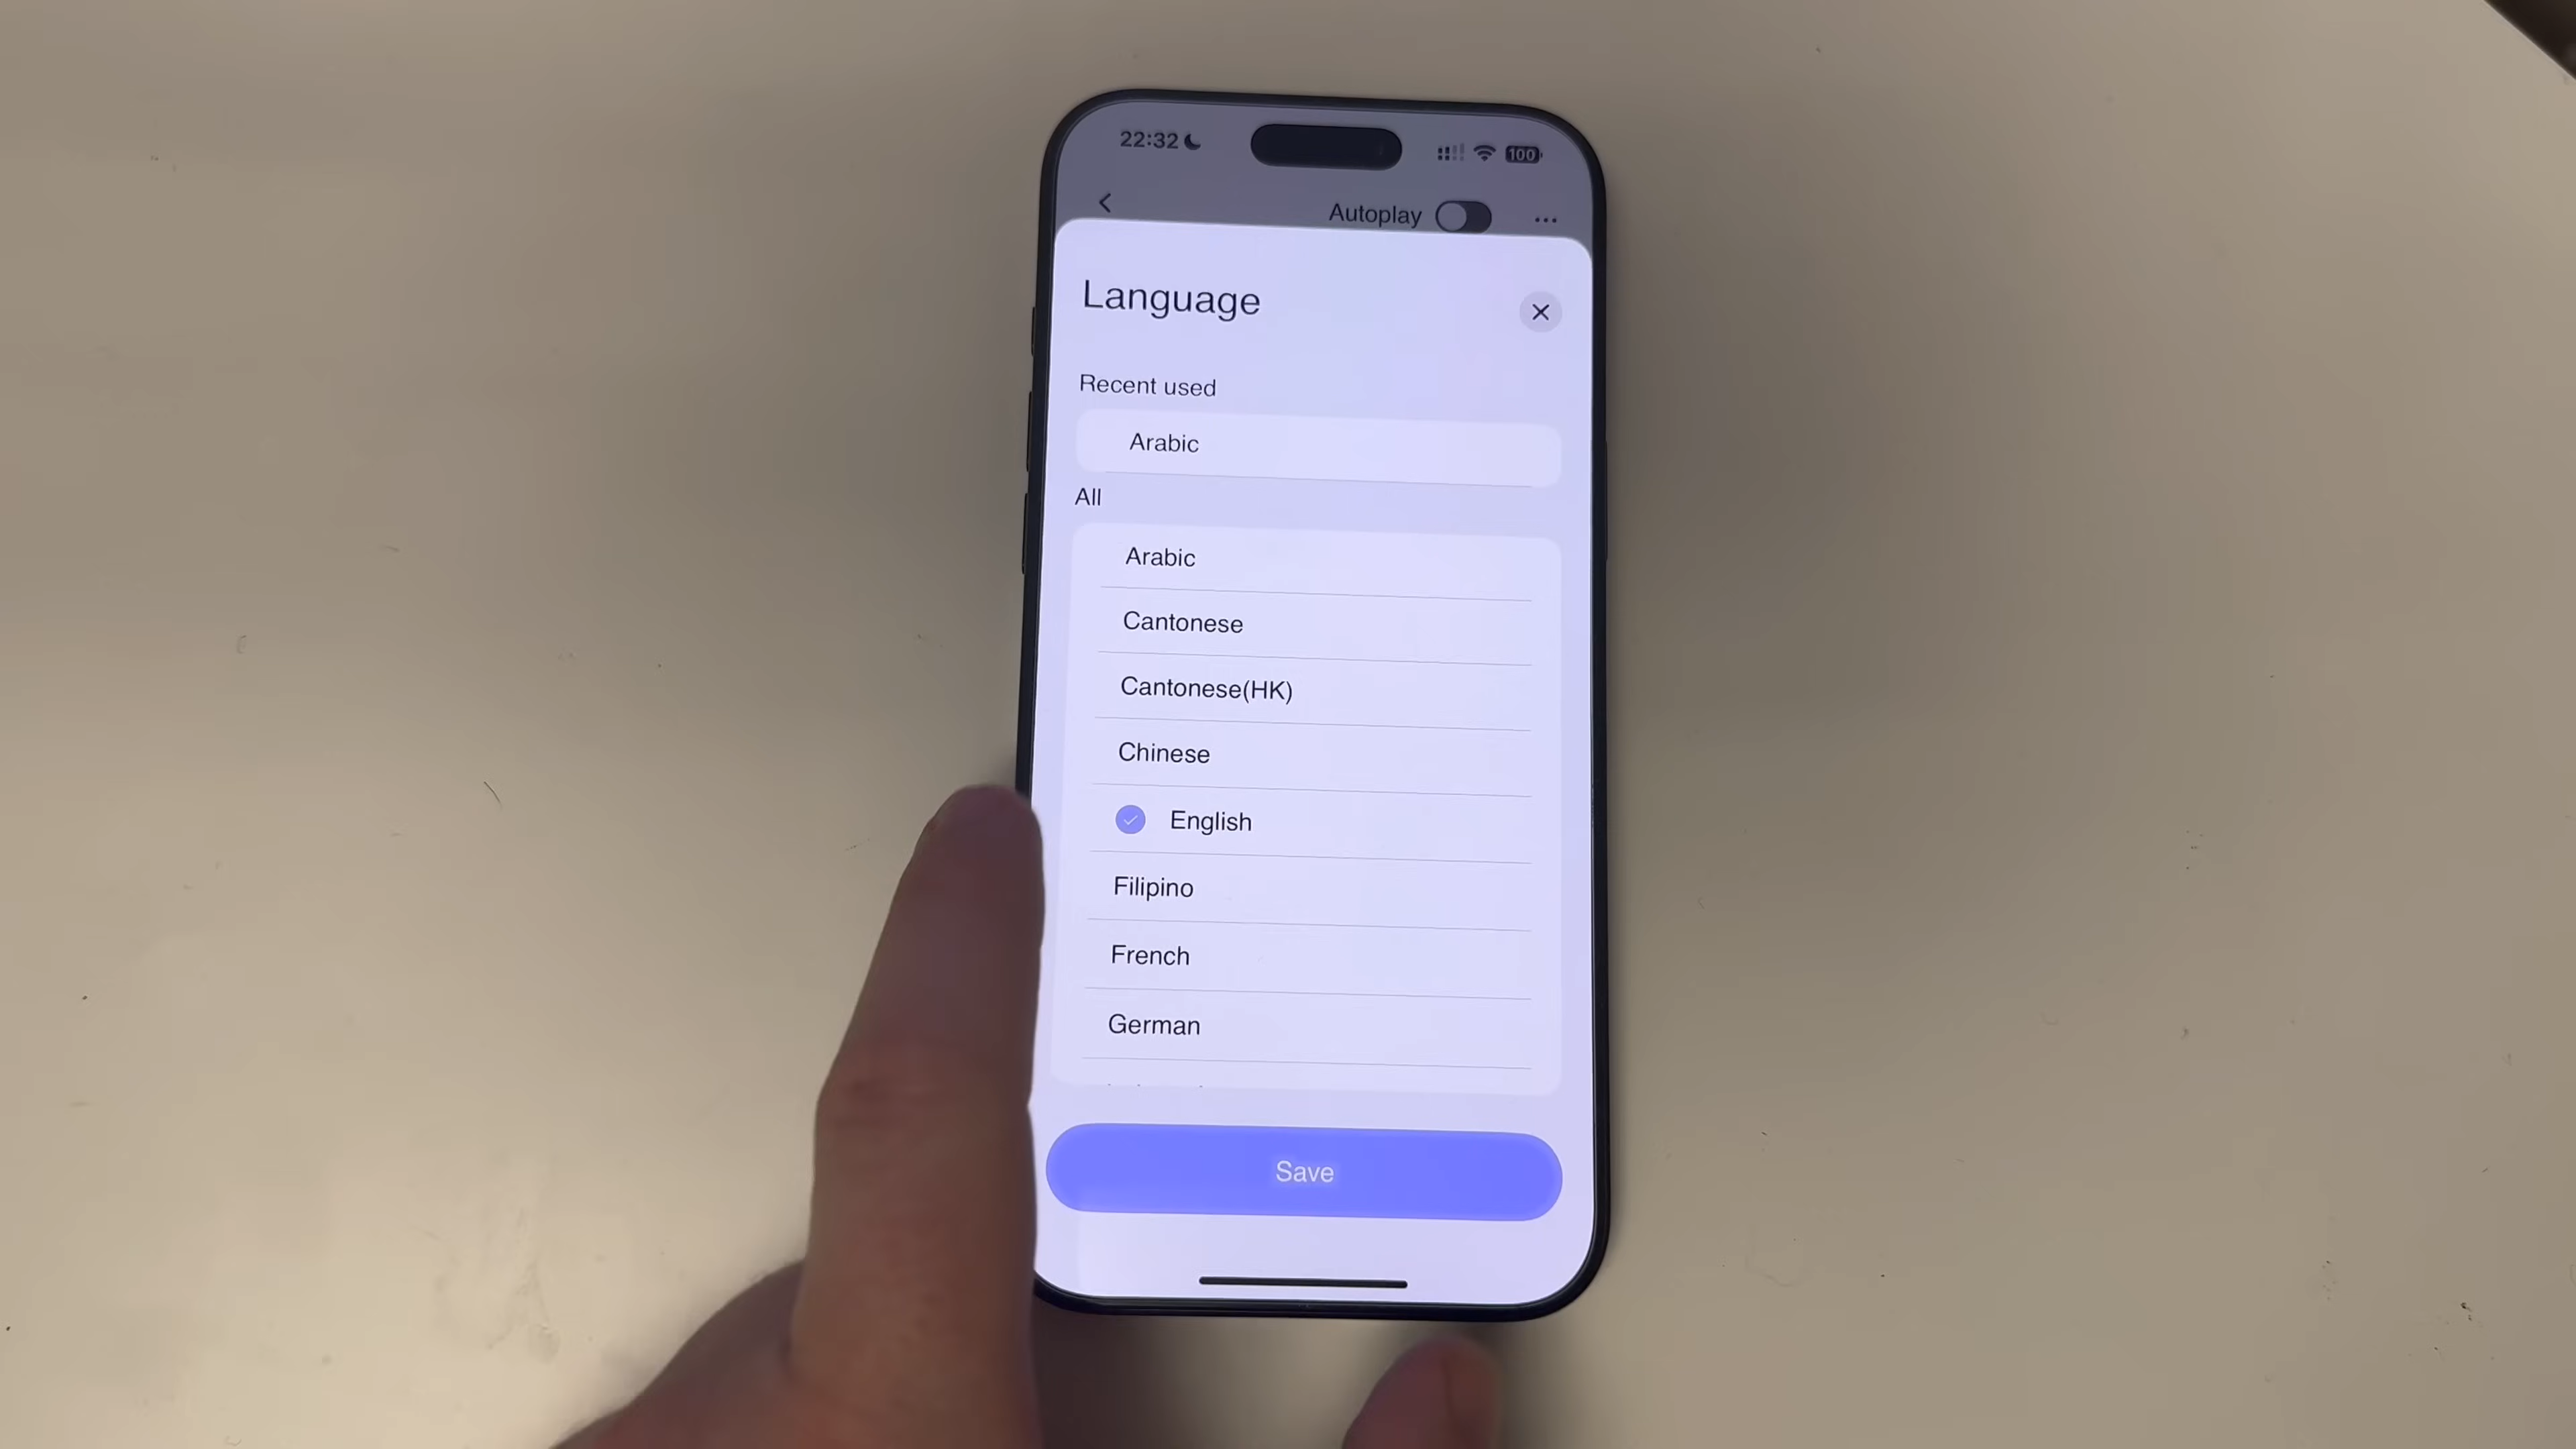 22:32
100
Autoplay
...
Language
Recent used
Arabic
All
Arabic
Cantonese
Cantonese(HK)
Chinese
English
Filipino
French
German
Save